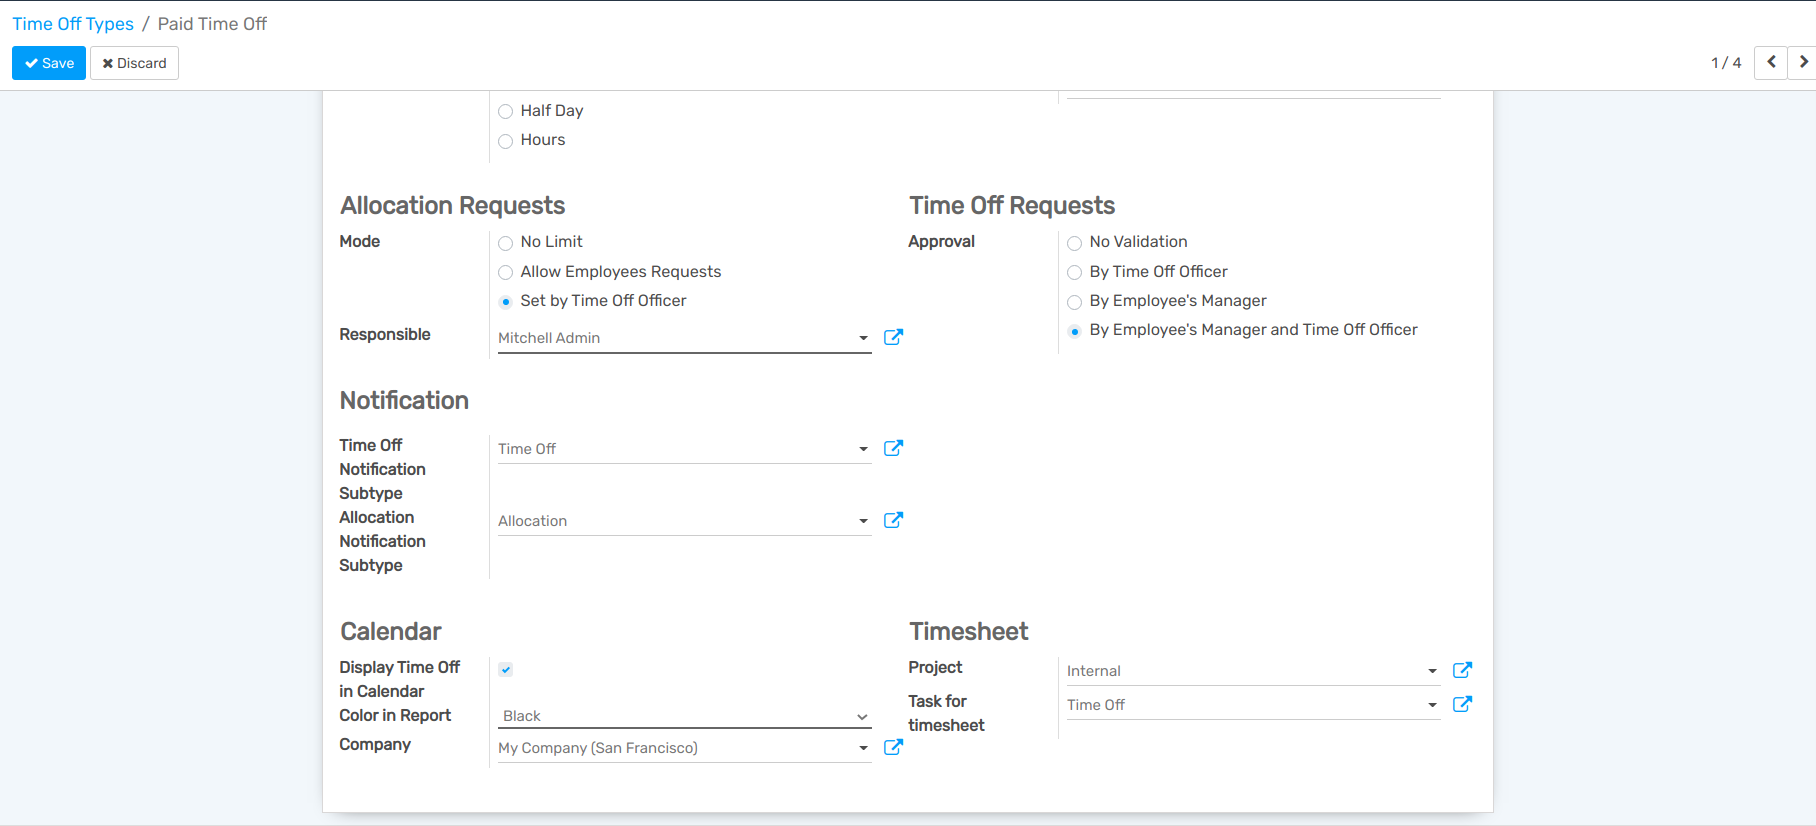 Time Off Types / Paid Time Off
Save Discard
1 / 4
Half Day
Hours
Allocation Requests
Mode
No Limit
Allow Employees Requests
Set by Time Off Officer
Responsible
Mitchell Admin
Time Off Requests
Approval
No Validation
By Time Off Officer
By Employee's Manager
By Employee's Manager and Time Off Officer
Notification
Time Off
Notification
Subtype
Time Off
Allocation
Notification
Subtype
Allocation
Calendar
Display Time Off
in Calendar
Color in Report
Black
Company
My Company (San Francisco)
Timesheet
Project
Internal
Task for
timesheet
Time Off